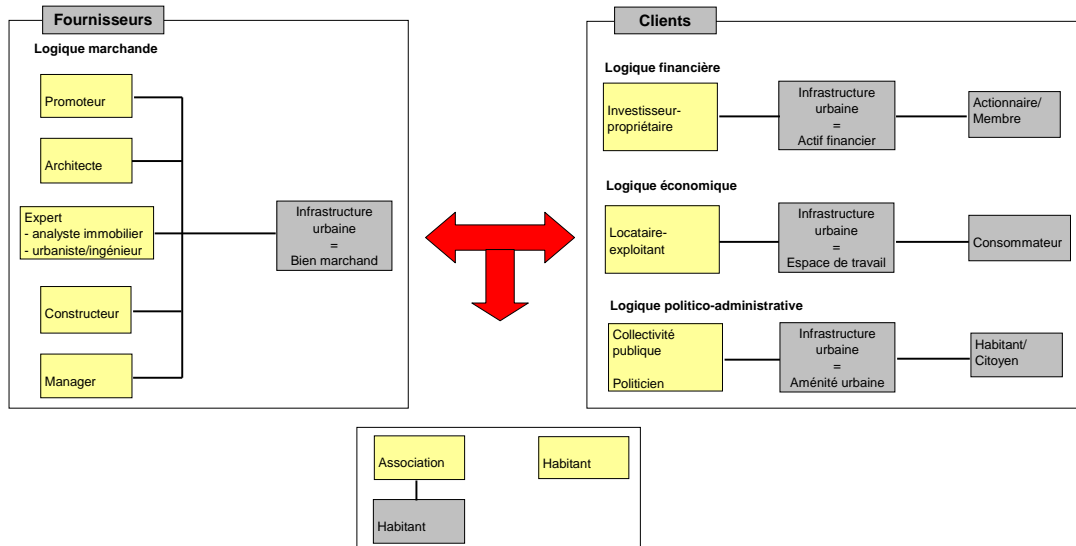 Fournisseurs
Logique marchande
Promoteur
Architecte
Expert
- analyste immobilier
- urbaniste/ingénieur
Constructeur
Manager
Infrastructure
urbaine
=
Bien marchand
Clients
Logique financière
Investisseur-
propriétaire
Infrastructure
urbaine
=
Actif financier
Actionnaire/
Membre
Logique économique
Locataire-
exploitant
Infrastructure
urbaine
=
Espace de travail
Consommateur
Logique politico-administrative
Collectivité
publique
Politicien
Infrastructure
urbaine
=
Aménité urbaine
Habitant/
Citoyen
Association
Habitant
Habitant